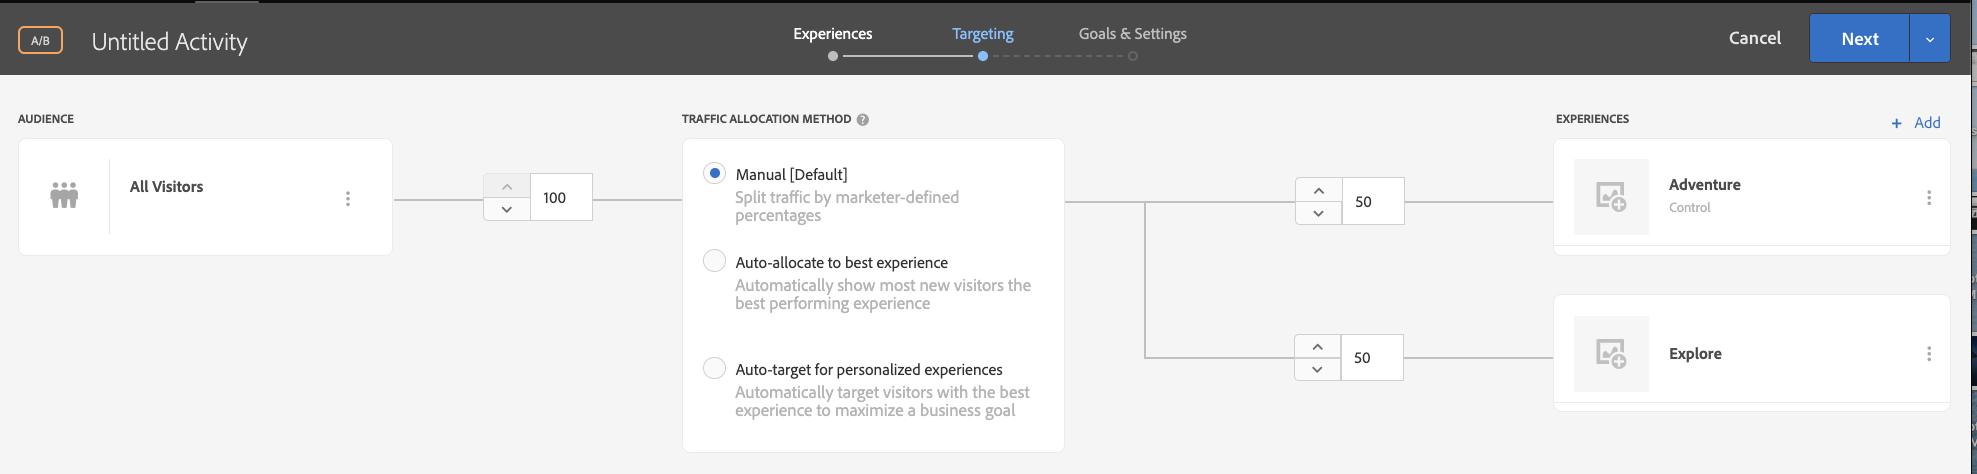 A/B
Untitled Activity
Experiences
Targeting
Goals & Settings
Cancel
Next
AUDIENCE
All Visitors
100
TRAFFIC ALLOCATION METHOD ?
Manual [Default]
Split traffic by marketer-defined
percentages
Auto-allocate to best experience
Automatically show most new visitors the
best performing experience
Auto-target for personalized experiences
Automatically target visitors with the best
experience to maximize a business goal
50
50
EXPERIENCES
+ Add
Adventure
Control
Explore